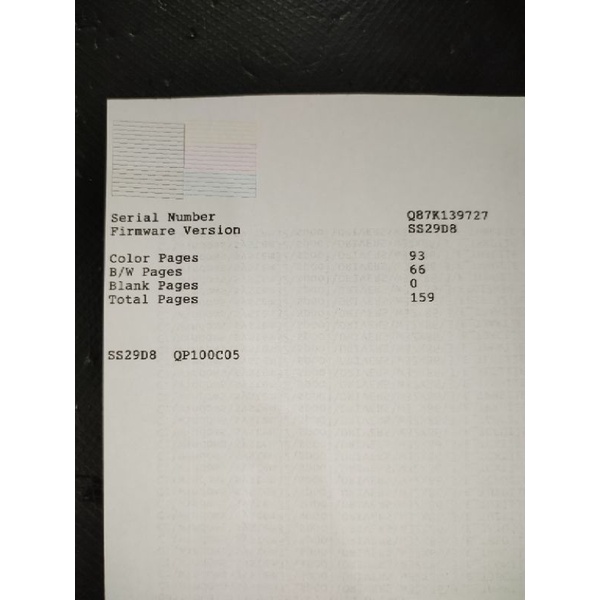 Serial Number Q87K139727
Firmware Version SS29D8
Color Pages 93
B/W Pages 66
Blank Pages 0
Total Pages 159
SS29D8 QP100C05